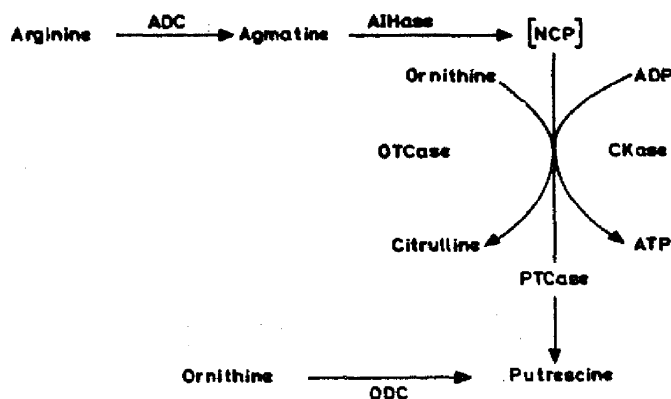 ADC
AIHase
Arginine Agmatine [NCP]
Ornithine ADP
OTCase CKase
Citrulline ATP
PTCase
Ornithine Putrescine
ODC